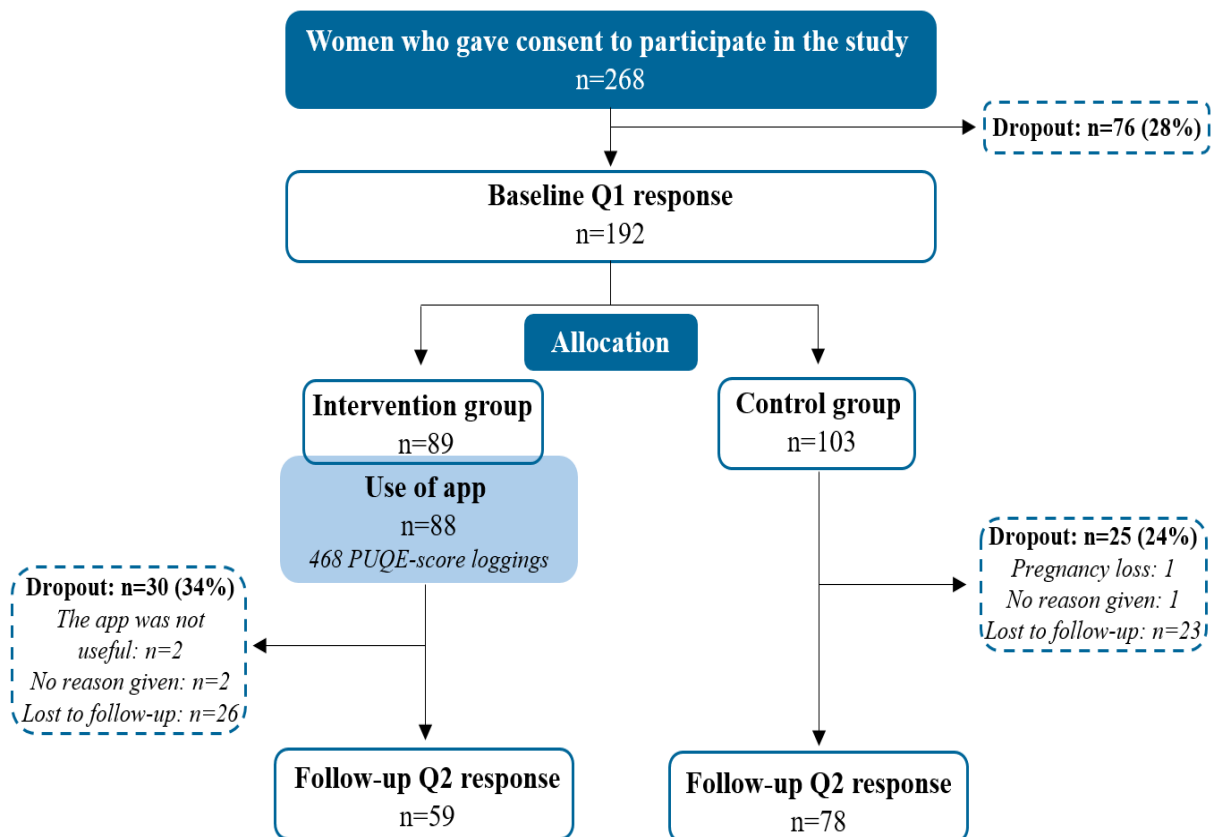 Women who gave consent to participate in the study
n=268
Dropout: n=76 (28%)
Baseline Q1 response
n=192
Allocation
Intervention group
n=89
Control group
n=103
Use of app
n=88
468 PUQE-score loggings
Dropout: n=30 (34%)
The app was not
useful: n=2
No reason given: n=2
Lost to follow-up: n=26
Dropout: n=25 (24%)
Pregnancy loss: 1
No reason given: 1
Lost to follow-up: n=23
Follow-up Q2 response
n=59
Follow-up Q2 response
n=78